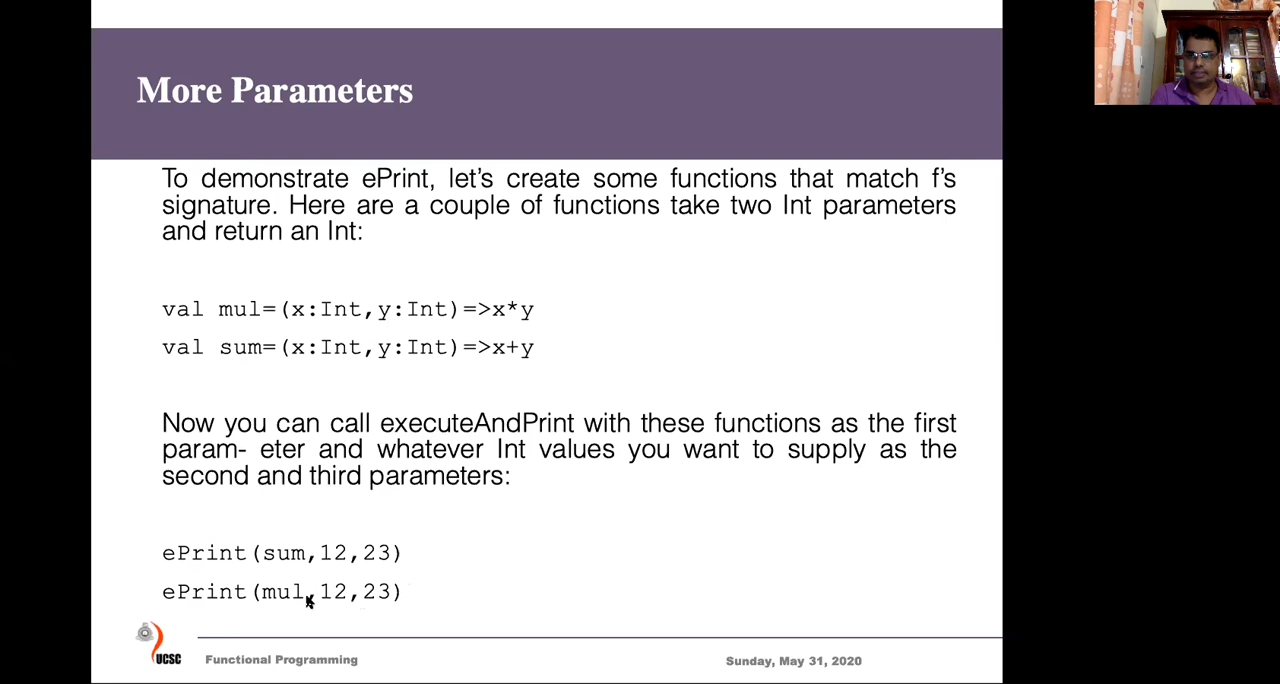 More Parameters
To demonstrate ePrint, let's create some functions that match f's
signature. Here are a couple of functions take two Int parameters
and return an Int:
val mul=(x:Int,y:Int)=>x*y
val sum=(x:Int,y:Int)=>x+y
Now you can call executeAndPrint with these functions as the first
param- eter and whatever Int values you want to supply as the
second and third parameters:
ePrint(sum,12,23)
ePrint(mul,12,23)
UCSC
Functional Programming
Sunday, May 31, 2020